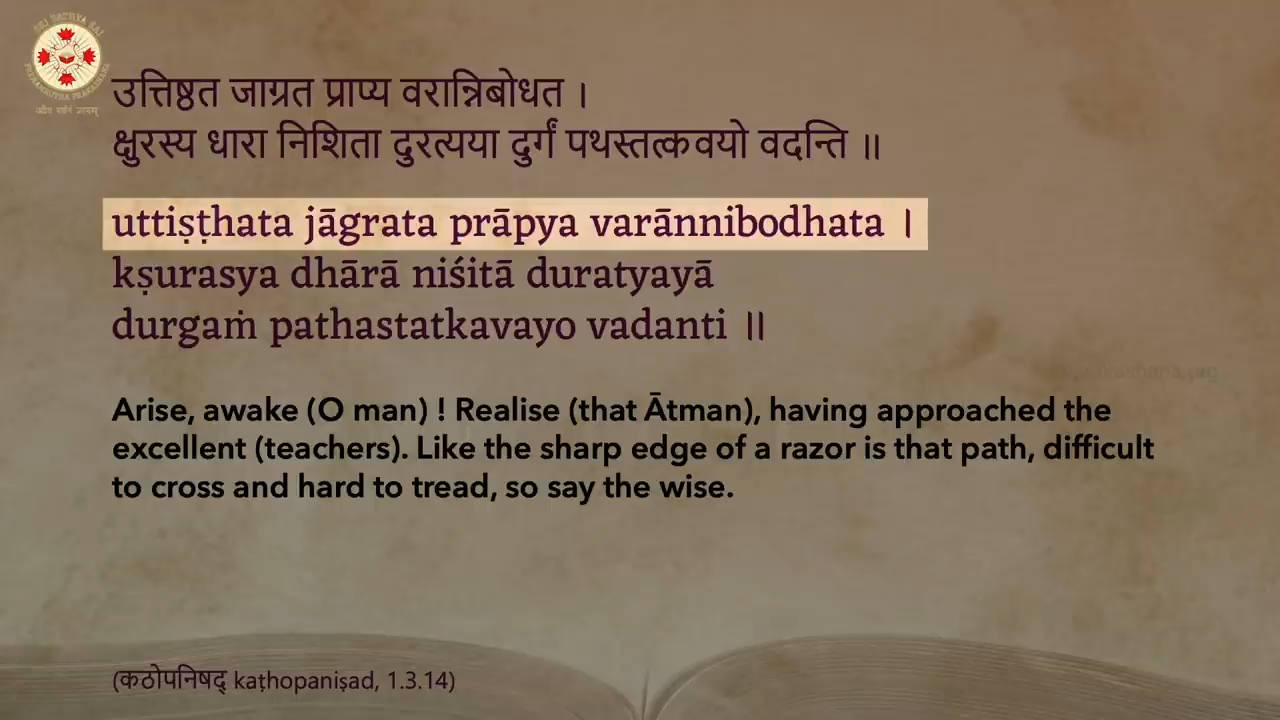 SRI SATHYA SAI
उत्तिष्ठत जाग्रत प्राप्य वरान्निबोधत ।
क्षुरस्य धारा निशिता दुरत्यया दुर्गं पथस्तत्कवयो वदन्ति ॥
uttiṣṭhata jāgrata prāpya varānnibodhata |
kṣurasya dhārā niśitā duratyayā
durgaṁ pathastatkavayo vadanti ||
Arise, awake (O man) ! Realise (that Ātman), having approached the
excellent (teachers). Like the sharp edge of a razor is that path, difficult
to cross and hard to tread, so say the wise.
(कठोपनिषद् kaṭhopaniṣad, 1.3.14)